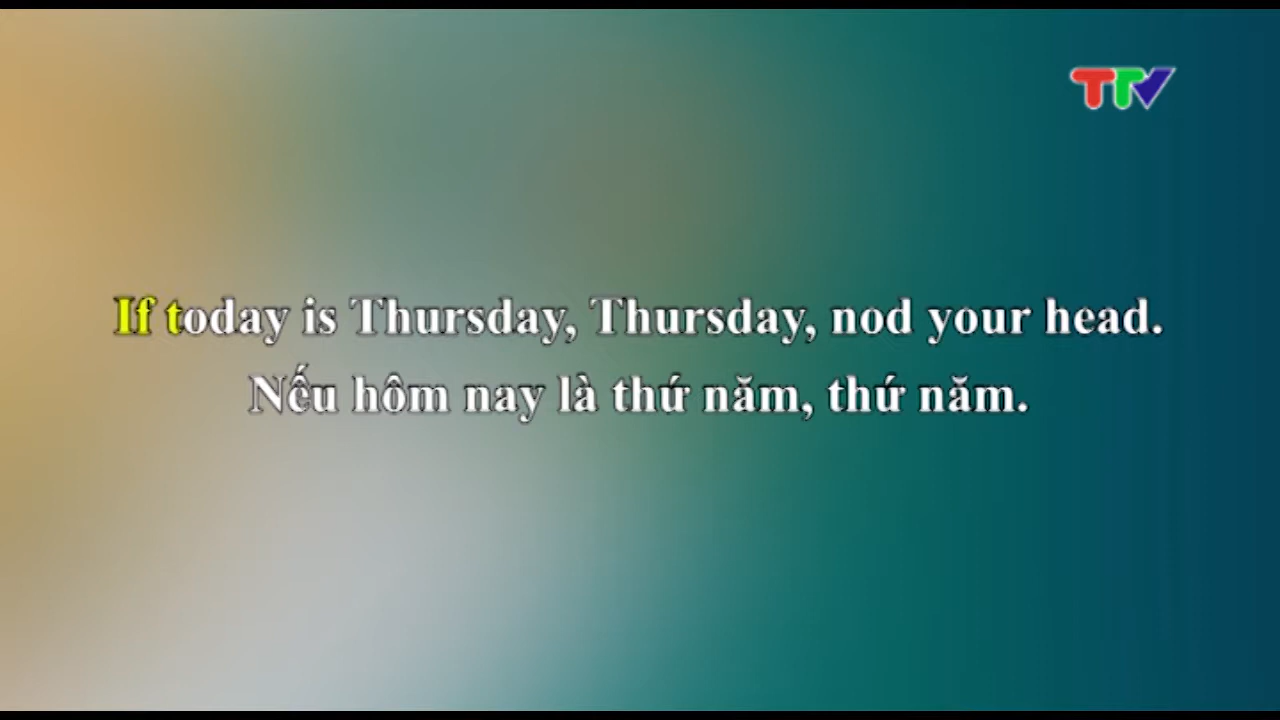 TTV
If today is Thursday, Thursday, nod your head.
Nếu hôm nay là thứ năm, thứ năm.